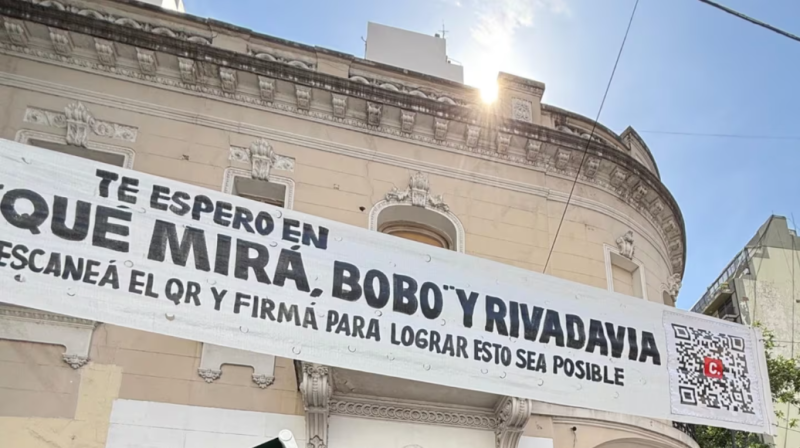 TE ESPERO EN
"QUÉ MIRÁ, BOBO" Y RIVADAVIA
ESCANEÁ EL QR Y FIRMÁ PARA LOGRAR ESTO SEA POSIBLE
C.